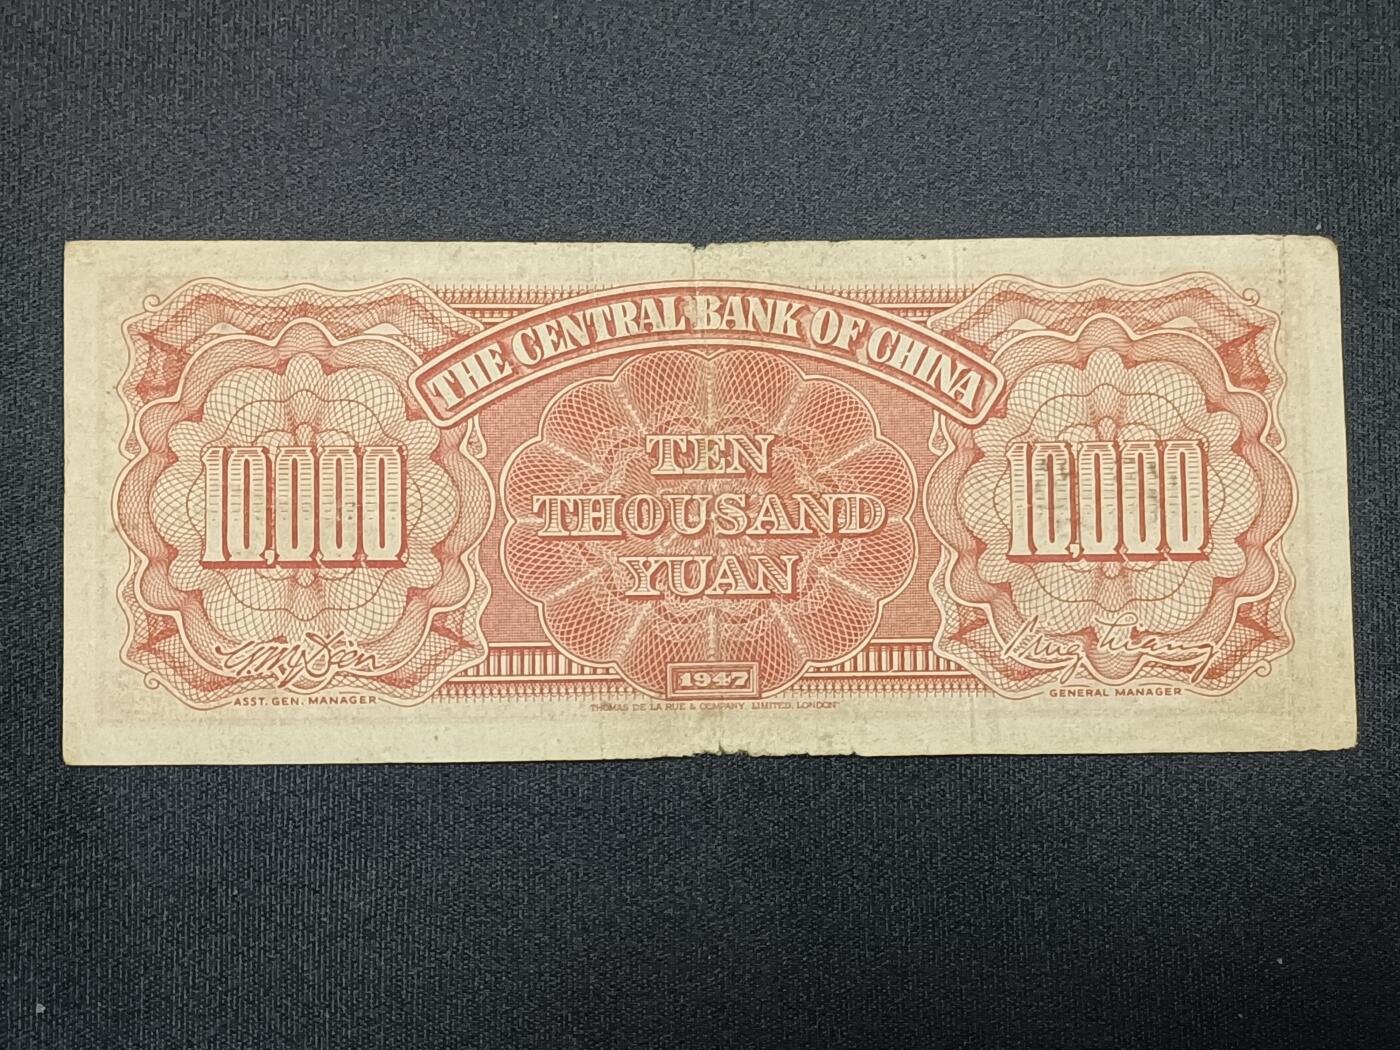 THE CENTRAL BANK OF CHINA
10,000
TEN
THOUSAND
YUAN
10,000
ASST. GEN. MANAGER
1947
GENERAL MANAGER
THOMAS DE LA RUE & COMPANY, LIMITED, LONDON